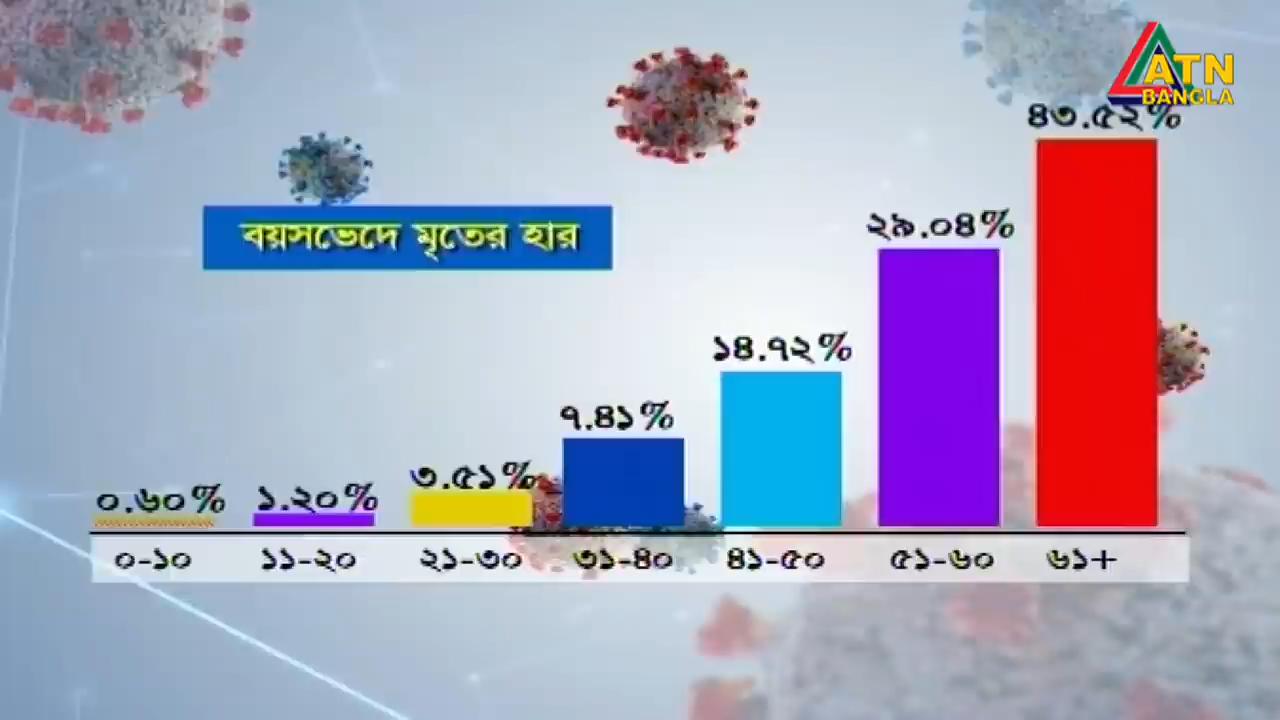 ATN
BANGLA
৪৩.৫২%
২৯.০৪%
বয়সভেদে মৃতের হার
১৪.৭২%
৭.৪১%
৩.৫১%
১.২০%
০.৬০%
০-১০ ১১-২০ ২১-৩০ ৩১-৪০ ৪১-৫০ ৫১-৬০ ৬১+